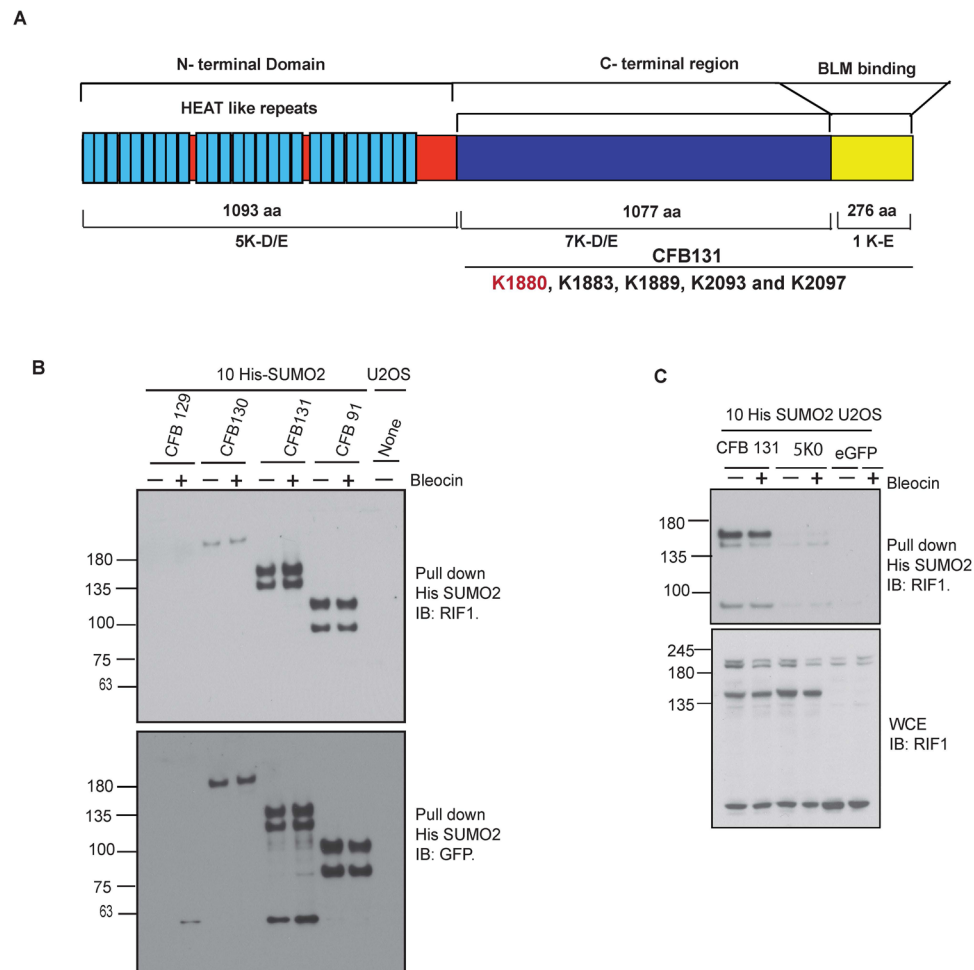 A
N- terminal Domain
C- terminal region
BLM binding
HEAT like repeats
1093 aa
1077 aa
276 aa
5K-D/E
7K-D/E
1 K-E
CFB131
K1880, K1883, K1889, K2093 and K2097
B
10 His-SUMO2
U2OS
CFB 129
CFB130
CFB131
CFB 91
None
— + — + — + — + —
Bleocin
180
135
100
75
63
Pull down
His SUMO2
IB: RIF1.
180
135
100
75
63
Pull down
His SUMO2
IB: GFP.
C
10 His SUMO2 U2OS
CFB 131
5K0
eGFP
— + — + — +
Bleocin
180
135
100
Pull down
His SUMO2
IB: RIF1.
245
180
135
WCE
IB: RIF1